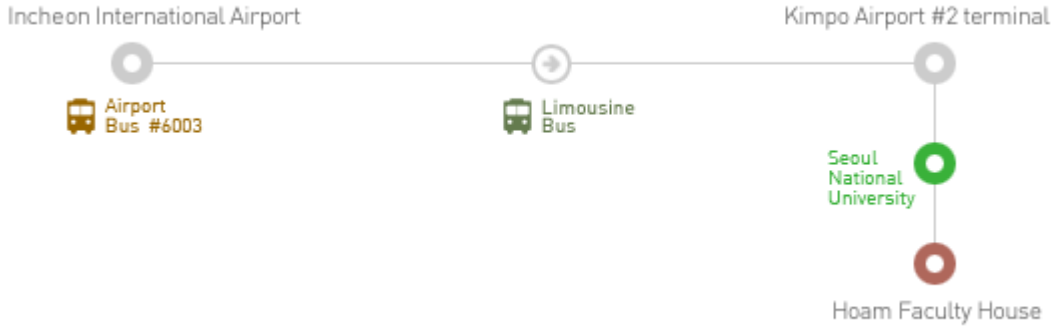 Incheon International Airport
Kimpo Airport #2 terminal
Airport
Bus #6003
Limousine
Bus
Seoul
National
University
Hoam Faculty House